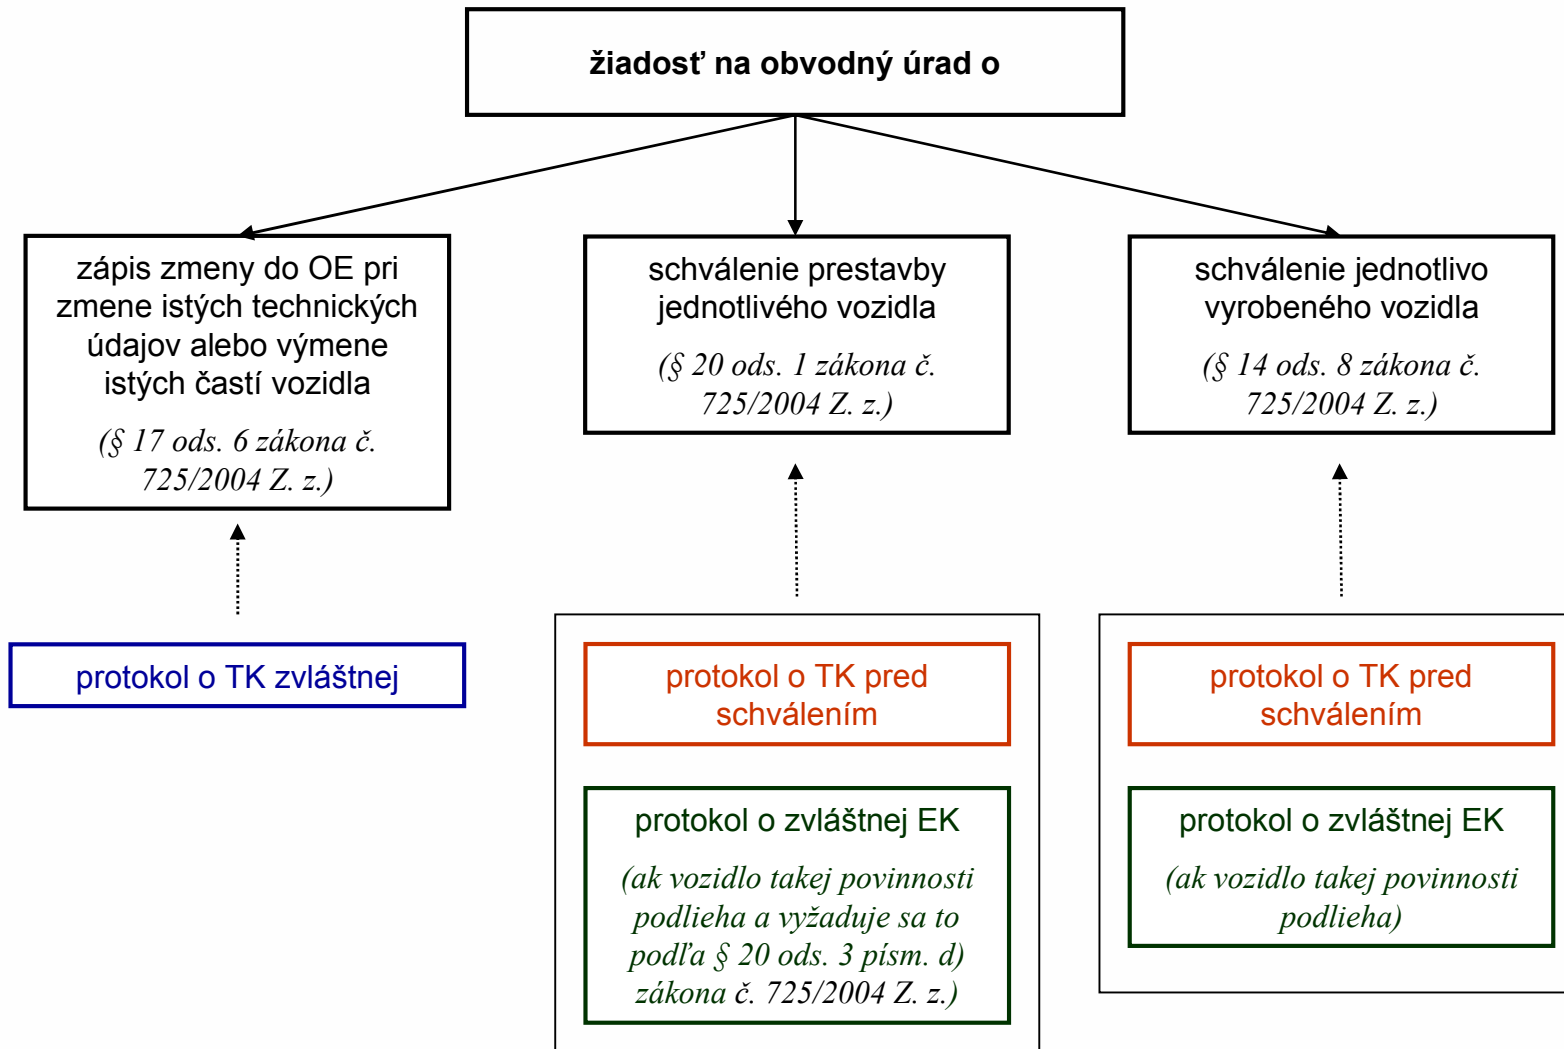 žiadosť na obvodný úrad o
zápis zmeny do OE pri
zmene istých technických
údajov alebo výmene
istých častí vozidla
(§ 17 ods. 6 zákona č.
725/2004 Z. z.)
schválenie prestavby
jednotlivého vozidla
(§ 20 ods. 1 zákona č.
725/2004 Z. z.)
schválenie jednotlivo
vyrobeného vozidla
(§ 14 ods. 8 zákona č.
725/2004 Z. z.)
protokol o TK zvláštnej
protokol o TK pred
schválením
protokol o zvláštnej EK
(ak vozidlo takej povinnosti
podlieha a vyžaduje sa to
podľa § 20 ods. 3 písm. d)
zákona č. 725/2004 Z. z.)
protokol o TK pred
schválením
protokol o zvláštnej EK
(ak vozidlo takej povinnosti
podlieha)